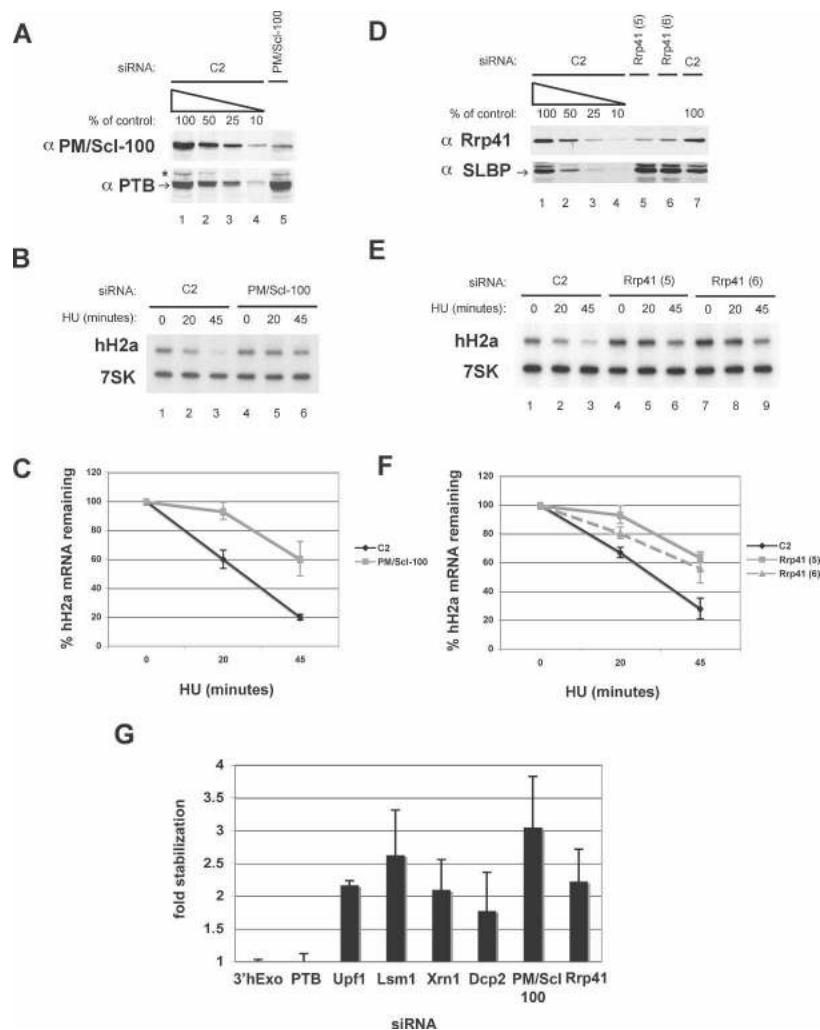 A
siRNA: C2 PM/Scl-100
% of control: 100 50 25 10
α PM/Scl-100
*
α PTB →
1 2 3 4 5
B
siRNA: C2 PM/Scl-100
HU (minutes): 0 20 45 0 20 45
hH2a
7SK
1 2 3 4 5 6
C
% hH2a mRNA remaining
120
100
80
60
40
20
0
0 20 45
HU (minutes)
C2
PM/Scl-100
D
siRNA: C2 Rrp41 (5) Rrp41 (6) C2
% of control: 100 50 25 10 100
α Rrp41
α SLBP →
1 2 3 4 5 6 7
E
siRNA: C2 Rrp41 (5) Rrp41 (6)
HU (minutes): 0 20 45 0 20 45 0 20 45
hH2a
7SK
1 2 3 4 5 6 7 8 9
F
% hH2a mRNA remaining
120
100
80
60
40
20
0
0 20 45
HU (minutes)
C2
Rrp41 (5)
Rrp41 (6)
G
fold stabilization
4
3.5
3
2.5
2
1.5
1
3'hExo PTB Upf1 Lsm1 Xrn1 Dcp2 PM/Scl Rrp41
100
siRNA